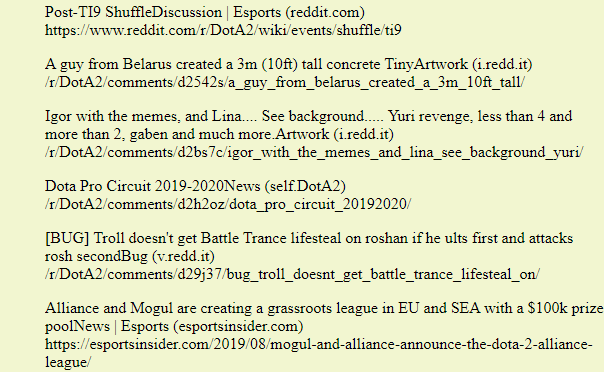 Post-TI9 ShuffleDiscussion | Esports (reddit.com)
https://www.reddit.com/r/DotA2/wiki/events/shuffle/ti9
A guy from Belarus created a 3m (10ft) tall concrete TinyArtwork (i.redd.it)
/r/DotA2/comments/d2542s/a_guy_from_belarus_created_a_3m_10ft_tall/
Igor with the memes, and Lina.... See background..... Yuri revenge, less than 4 and
more than 2, gaben and much more.Artwork (i.redd.it)
/r/DotA2/comments/d2bs7c/igor_with_the_memes_and_lina_see_background_yuri/
Dota Pro Circuit 2019-2020News (self.DotA2)
/r/DotA2/comments/d2h2oz/dota_pro_circuit_20192020/
[BUG] Troll doesn't get Battle Trance lifesteal on roshan if he ults first and attacks
rosh secondBug (v.redd.it)
/r/DotA2/comments/d29j37/bug_troll_doesnt_get_battle_trance_lifesteal_on/
Alliance and Mogul are creating a grassroots league in EU and SEA with a $100k prize
poolNews | Esports (esportsinsider.com)
https://esportsinsider.com/2019/08/mogul-and-alliance-announce-the-dota-2-alliance-
league/